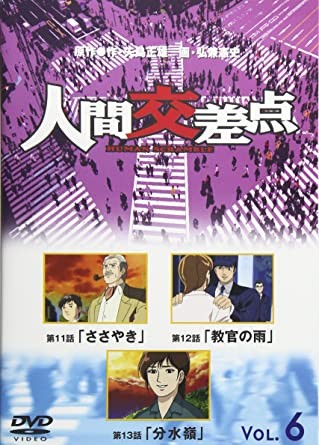 原作●作・矢島正雄 画・弘兼憲史
人間交差点
HUMAN SCRAMBLE
第11話「ささやき」
第12話「教官の雨」
第13話「分水嶺」
DVD
VIDEO
VOL. 6